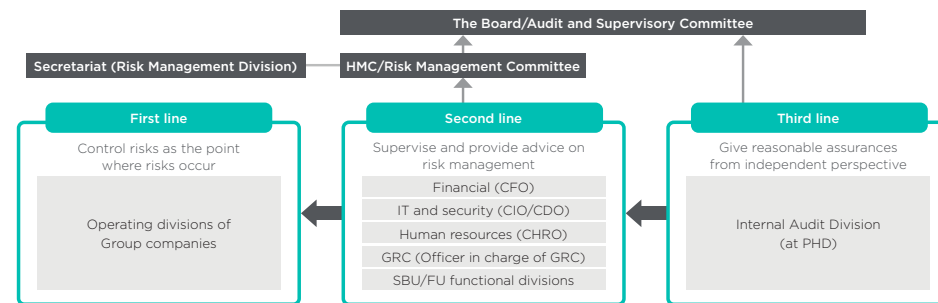 The Board/Audit and Supervisory Committee
Secretariat (Risk Management Division)
HMC/Risk Management Committee
First line
Control risks as the point
where risks occur
Operating divisions of
Group companies
Second line
Supervise and provide advice on
risk management
Financial (CFO)
IT and security (CIO/CDO)
Human resources (CHRO)
GRC (Officer in charge of GRC)
SBU/FU functional divisions
Third line
Give reasonable assurances
from independent perspective
Internal Audit Division
(at PHD)